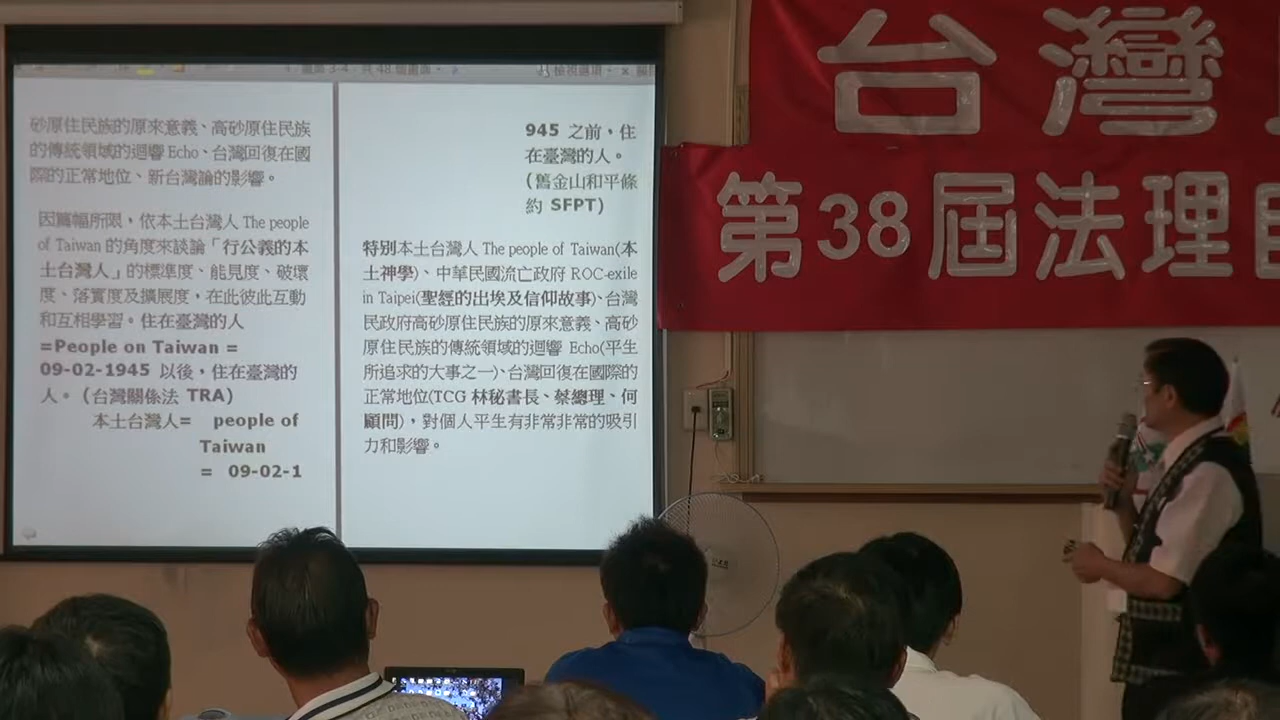 砂原住民族的原來意義、高砂原住民族
的傳統領域的迴響 Echo、台灣回復在國
際的正常地位、新台灣論的影響。
因篇幅所限，依本土台灣人 The people
of Taiwan 的角度來談論「行公義的本
土台灣人」的標準度、能見度、破壞
度、落實度及擴展度，在此彼此互動
和互相學習。住在臺灣的人
=People on Taiwan =
09-02-1945 以後，住在臺灣的
人。（台灣關係法 TRA）
本土台灣人= people of
Taiwan
= 09-02-1
945 之前，住
在臺灣的人。
（舊金山和平條
約 SFPT）
特別本土台灣人 The people of Taiwan(本
土神學)、中華民國流亡政府 ROC-exile
in Taipei(聖經的出埃及信仰故事)、台灣
民政府高砂原住民族的原來意義、高砂
原住民族的傳統領域的迴響 Echo(平生
所追求的大事之一)、台灣回復在國際的
正常地位(TCG 林秘書長、蔡總理、何
顧問)，對個人平生有非常非常的吸引
力和影響。
台灣
第38屆法理